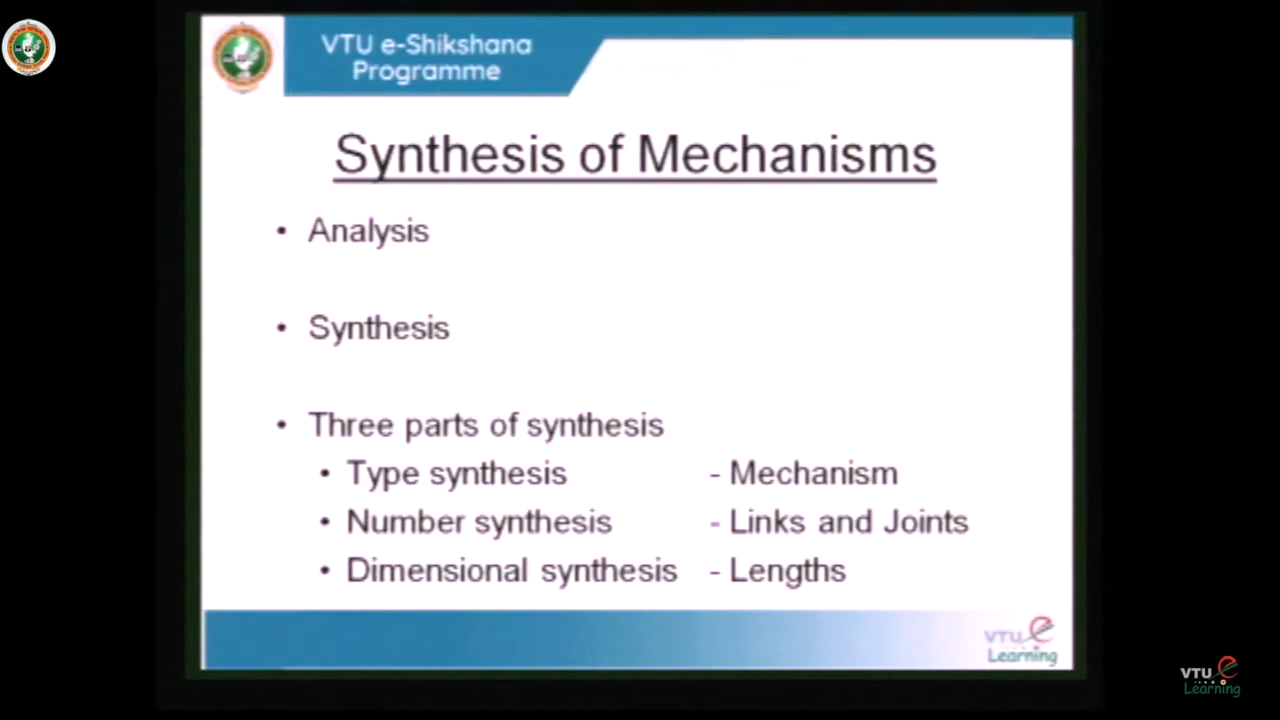 VTU e-Shikshana
Programme
Synthesis of Mechanisms
• Analysis
• Synthesis
• Three parts of synthesis
• Type synthesis - Mechanism
• Number synthesis - Links and Joints
• Dimensional synthesis - Lengths
VTU e
Learning
VTU e
Learning